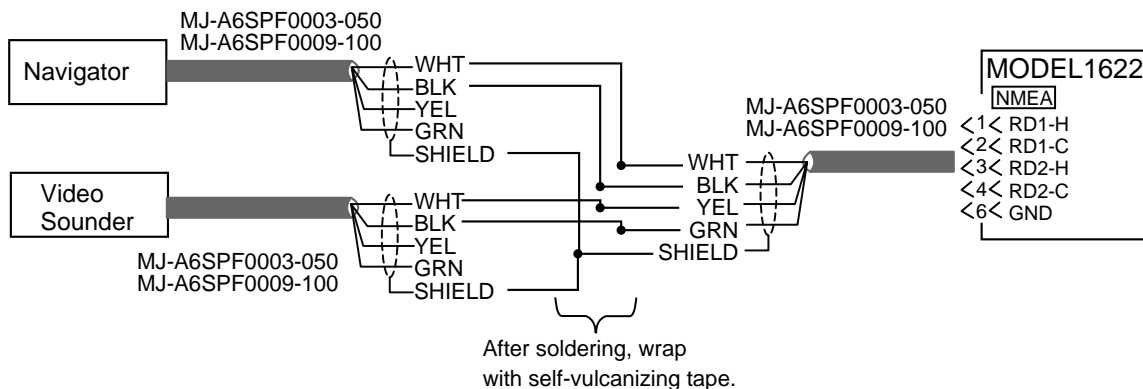 MJ-A6SPF0003-050
MJ-A6SPF0009-100
Navigator
WHT
BLK
YEL
GRN
SHIELD
Video
Sounder
WHT
BLK
YEL
GRN
SHIELD
MJ-A6SPF0003-050
MJ-A6SPF0009-100
WHT
BLK
YEL
GRN
SHIELD
MJ-A6SPF0003-050
MJ-A6SPF0009-100
MODEL1622
NMEA
1 RD1-H
2 RD1-C
3 RD2-H
4 RD2-C
6 GND
After soldering, wrap
with self-vulcanizing tape.